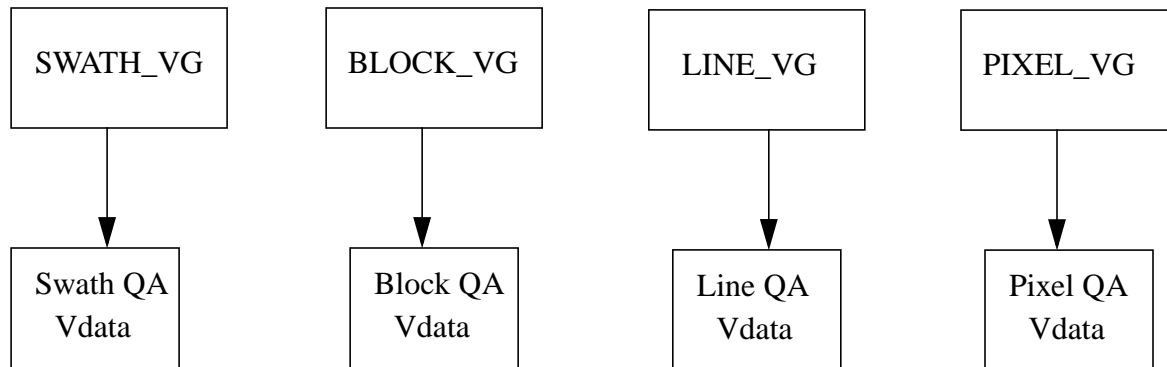 SWATH_VG
BLOCK_VG
LINE_VG
PIXEL_VG
Swath QA
Vdata
Block QA
Vdata
Line QA
Vdata
Pixel QA
Vdata